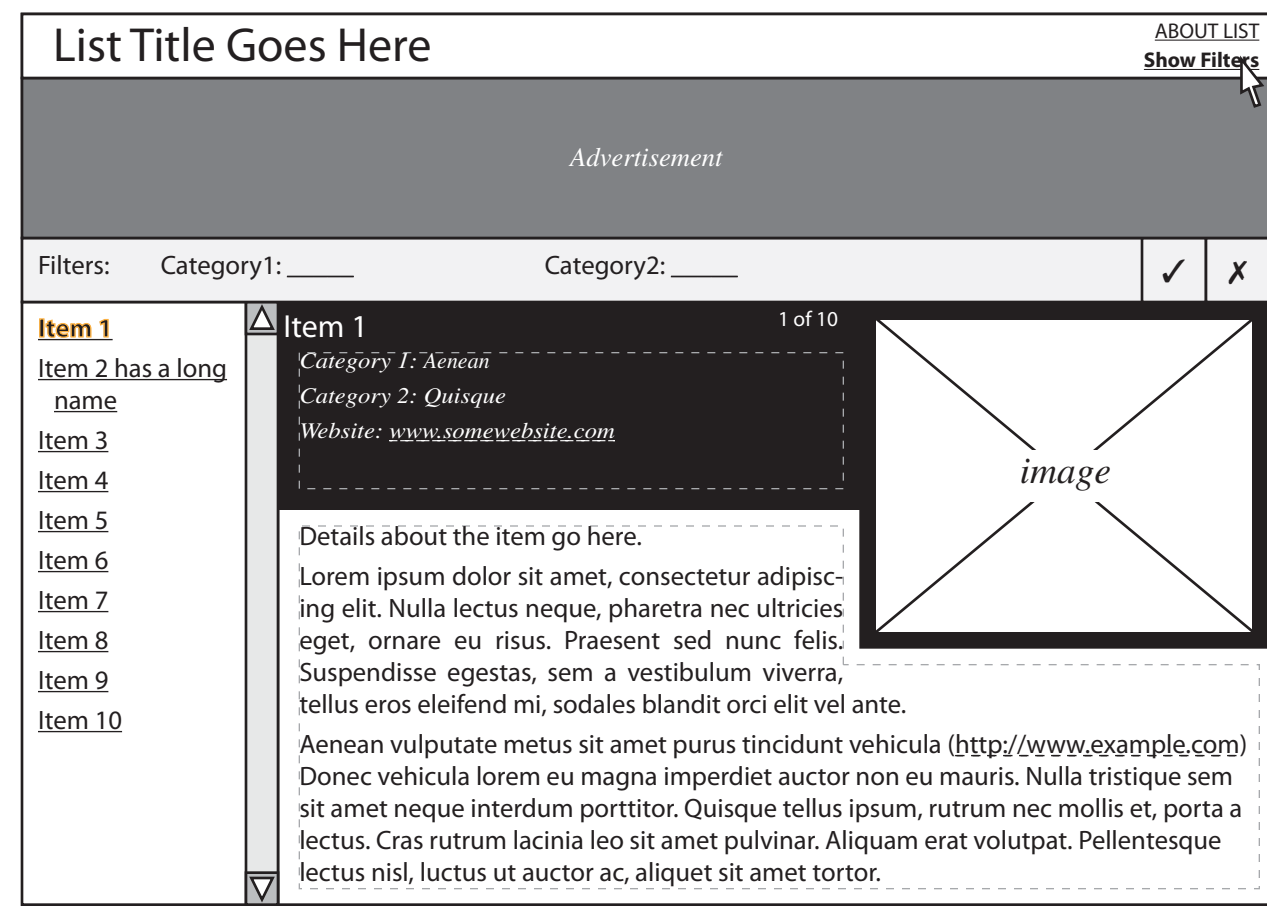 List Title Goes Here
ABOUT LIST
Show Filters
Advertisement
Filters:
Category1: _____
Category2: _____
✓
✗
Item 1
Item 2 has a long
name
Item 3
Item 4
Item 5
Item 6
Item 7
Item 8
Item 9
Item 10
Item 1
1 of 10
Category 1: Aenean
Category 2: Quisque
Website: www.somewebsite.com
image
Details about the item go here.
Lorem ipsum dolor sit amet, consectetur adipisc-
ing elit. Nulla lectus neque, pharetra nec ultricies
eget, ornare eu risus. Praesent sed nunc felis.
Suspendisse egestas, sem a vestibulum viverra,
tellus eros eleifend mi, sodales blandit orci elit vel ante.
Aenean vulputate metus sit amet purus tincidunt vehicula (http://www.example.com)
Donec vehicula lorem eu magna imperdiet auctor non eu mauris. Nulla tristique sem
sit amet neque interdum porttitor. Quisque tellus ipsum, rutrum nec mollis et, porta a
lectus. Cras rutrum lacinia leo sit amet pulvinar. Aliquam erat volutpat. Pellentesque
lectus nisl, luctus ut auctor ac, aliquet sit amet tortor.